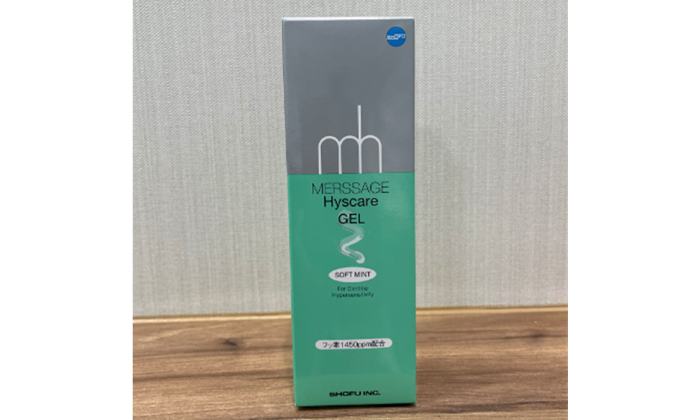 mh
MERSSAGE
Hyscare
GEL
SOFT MINT
For Dentine
Hypersensitivity
フッ素1450ppm配合
SHOFU INC.